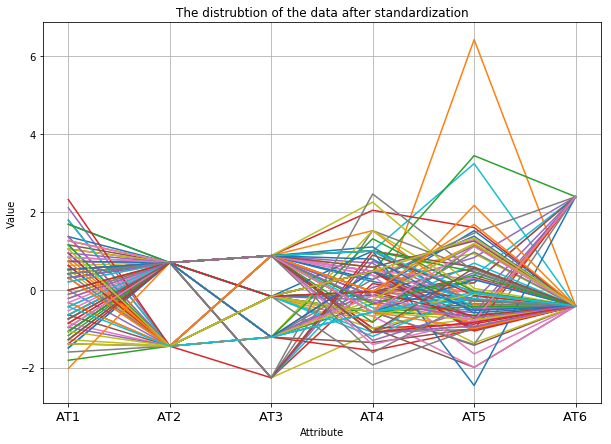 The distrubtion of the data after standardization
Value
6
4
2
0
−2
AT1 AT2 AT3 AT4 AT5 AT6
Attribute